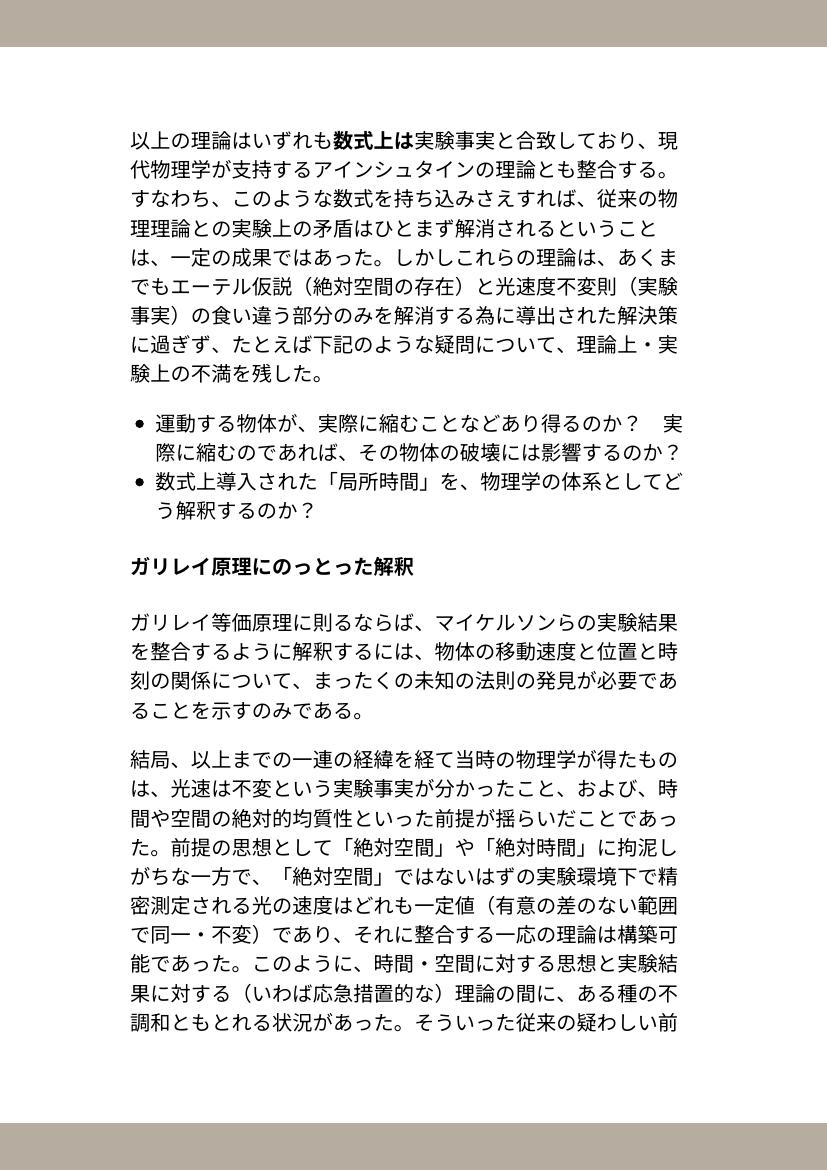 以上の理論はいずれも数式上は実験事実と合致しており、現
代物理学が支持するアインシュタインの理論とも整合する。
すなわち、このような数式を持ち込みさえすれば、従来の物
理理論との実験上の矛盾はひとまず解消されるということ
は、一定の成果ではあった。しかしこれらの理論は、あくま
でもエーテル仮説（絶対空間の存在）と光速度不変則（実験
事実）の食い違う部分のみを解消する為に導出された解決策
に過ぎず、たとえば下記のような疑問について、理論上・実
験上の不満を残した。
• 運動する物体が、実際に縮むことなどあり得るのか？　実
際に縮むのであれば、その物体の破壊には影響するのか？
• 数式上導入された「局所時間」を、物理学の体系としてど
う解釈するのか？
ガリレイ原理にのっとった解釈
ガリレイ等価原理に則るならば、マイケルソンらの実験結果
を整合するように解釈するには、物体の移動速度と位置と時
刻の関係について、まったくの未知の法則の発見が必要であ
ることを示すのみである。
結局、以上までの一連の経緯を経て当時の物理学が得たもの
は、光速は不変という実験事実が分かったこと、および、時
間や空間の絶対的均質性といった前提が揺らいだことであっ
た。前提の思想として「絶対空間」や「絶対時間」に拘泥し
がちな一方で、「絶対空間」ではないはずの実験環境下で精
密測定される光の速度はどれも一定値（有意の差のない範囲
で同一・不変）であり、それに整合する一応の理論は構築可
能であった。このように、時間・空間に対する思想と実験結
果に対する（いわば応急措置的な）理論の間に、ある種の不
調和ともとれる状況があった。そういった従来の疑わしい前